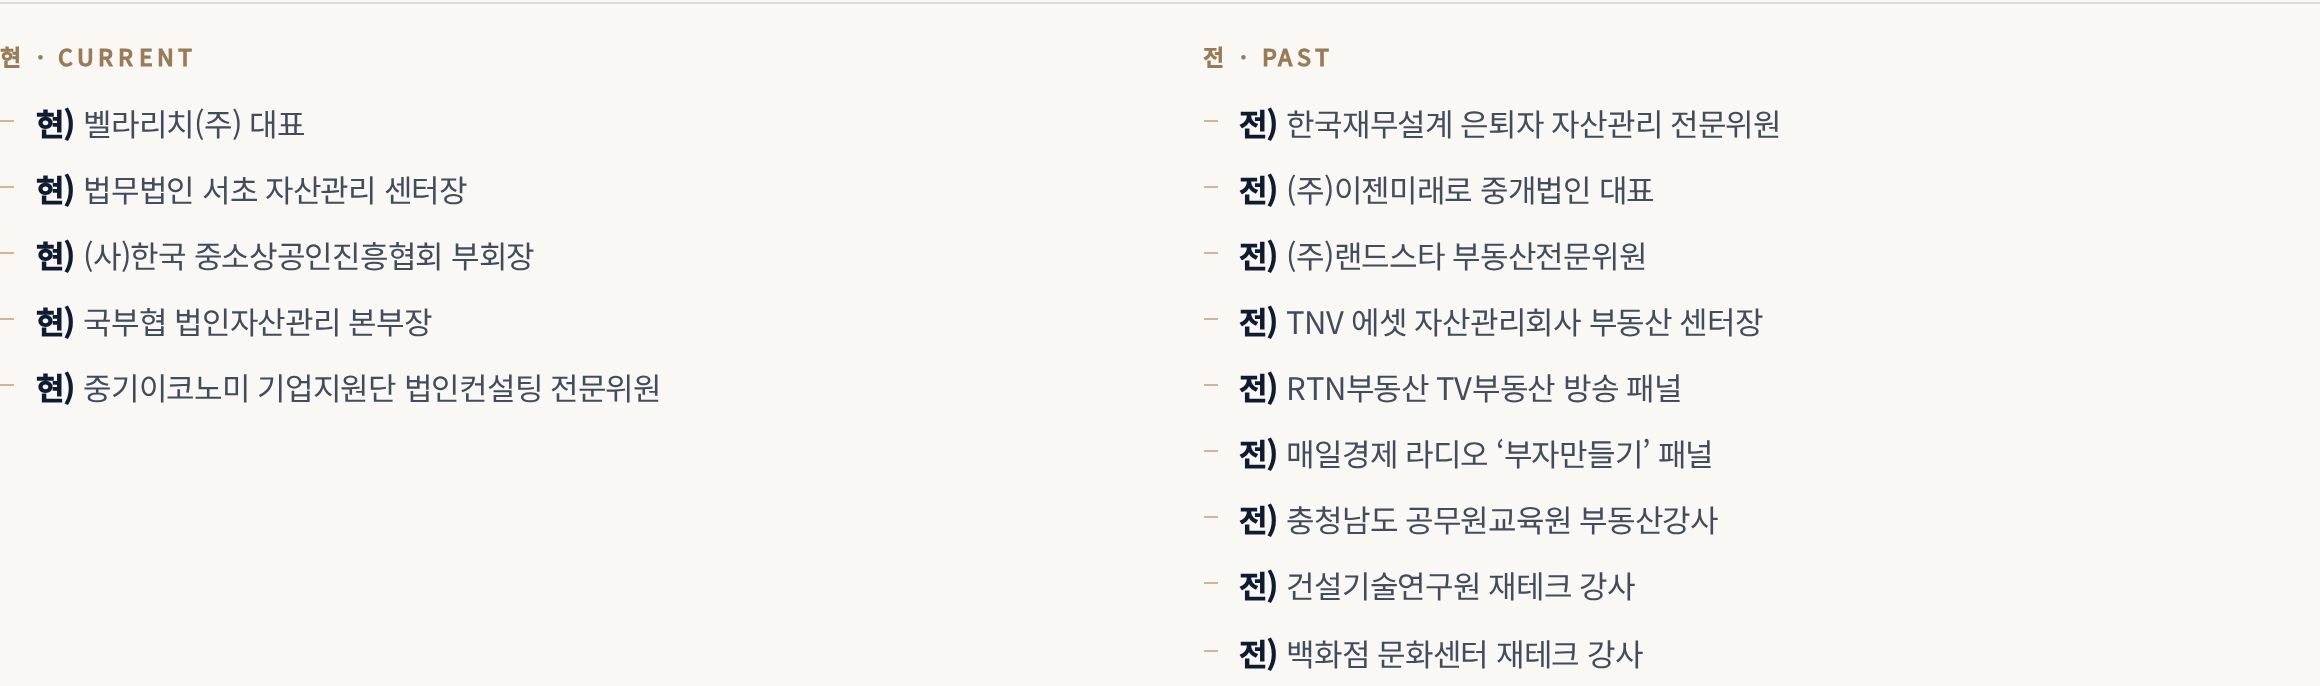 현 · CURRENT
– 현) 벨라리치(주) 대표
– 현) 법무법인 서초 자산관리 센터장
– 현) (사)한국 중소상공인진흥협회 부회장
– 현) 국부협 법인자산관리 본부장
– 현) 중기이코노미 기업지원단 법인컨설팅 전문위원
전 · PAST
– 전) 한국재무설계 은퇴자 자산관리 전문위원
– 전) (주)이젠미래로 중개법인 대표
– 전) (주)랜드스타 부동산전문위원
– 전) TNV 에셋 자산관리회사 부동산 센터장
– 전) RTN부동산 TV부동산 방송 패널
– 전) 매일경제 라디오 ‘부자만들기’ 패널
– 전) 충청남도 공무원교육원 부동산강사
– 전) 건설기술연구원 재테크 강사
– 전) 백화점 문화센터 재테크 강사